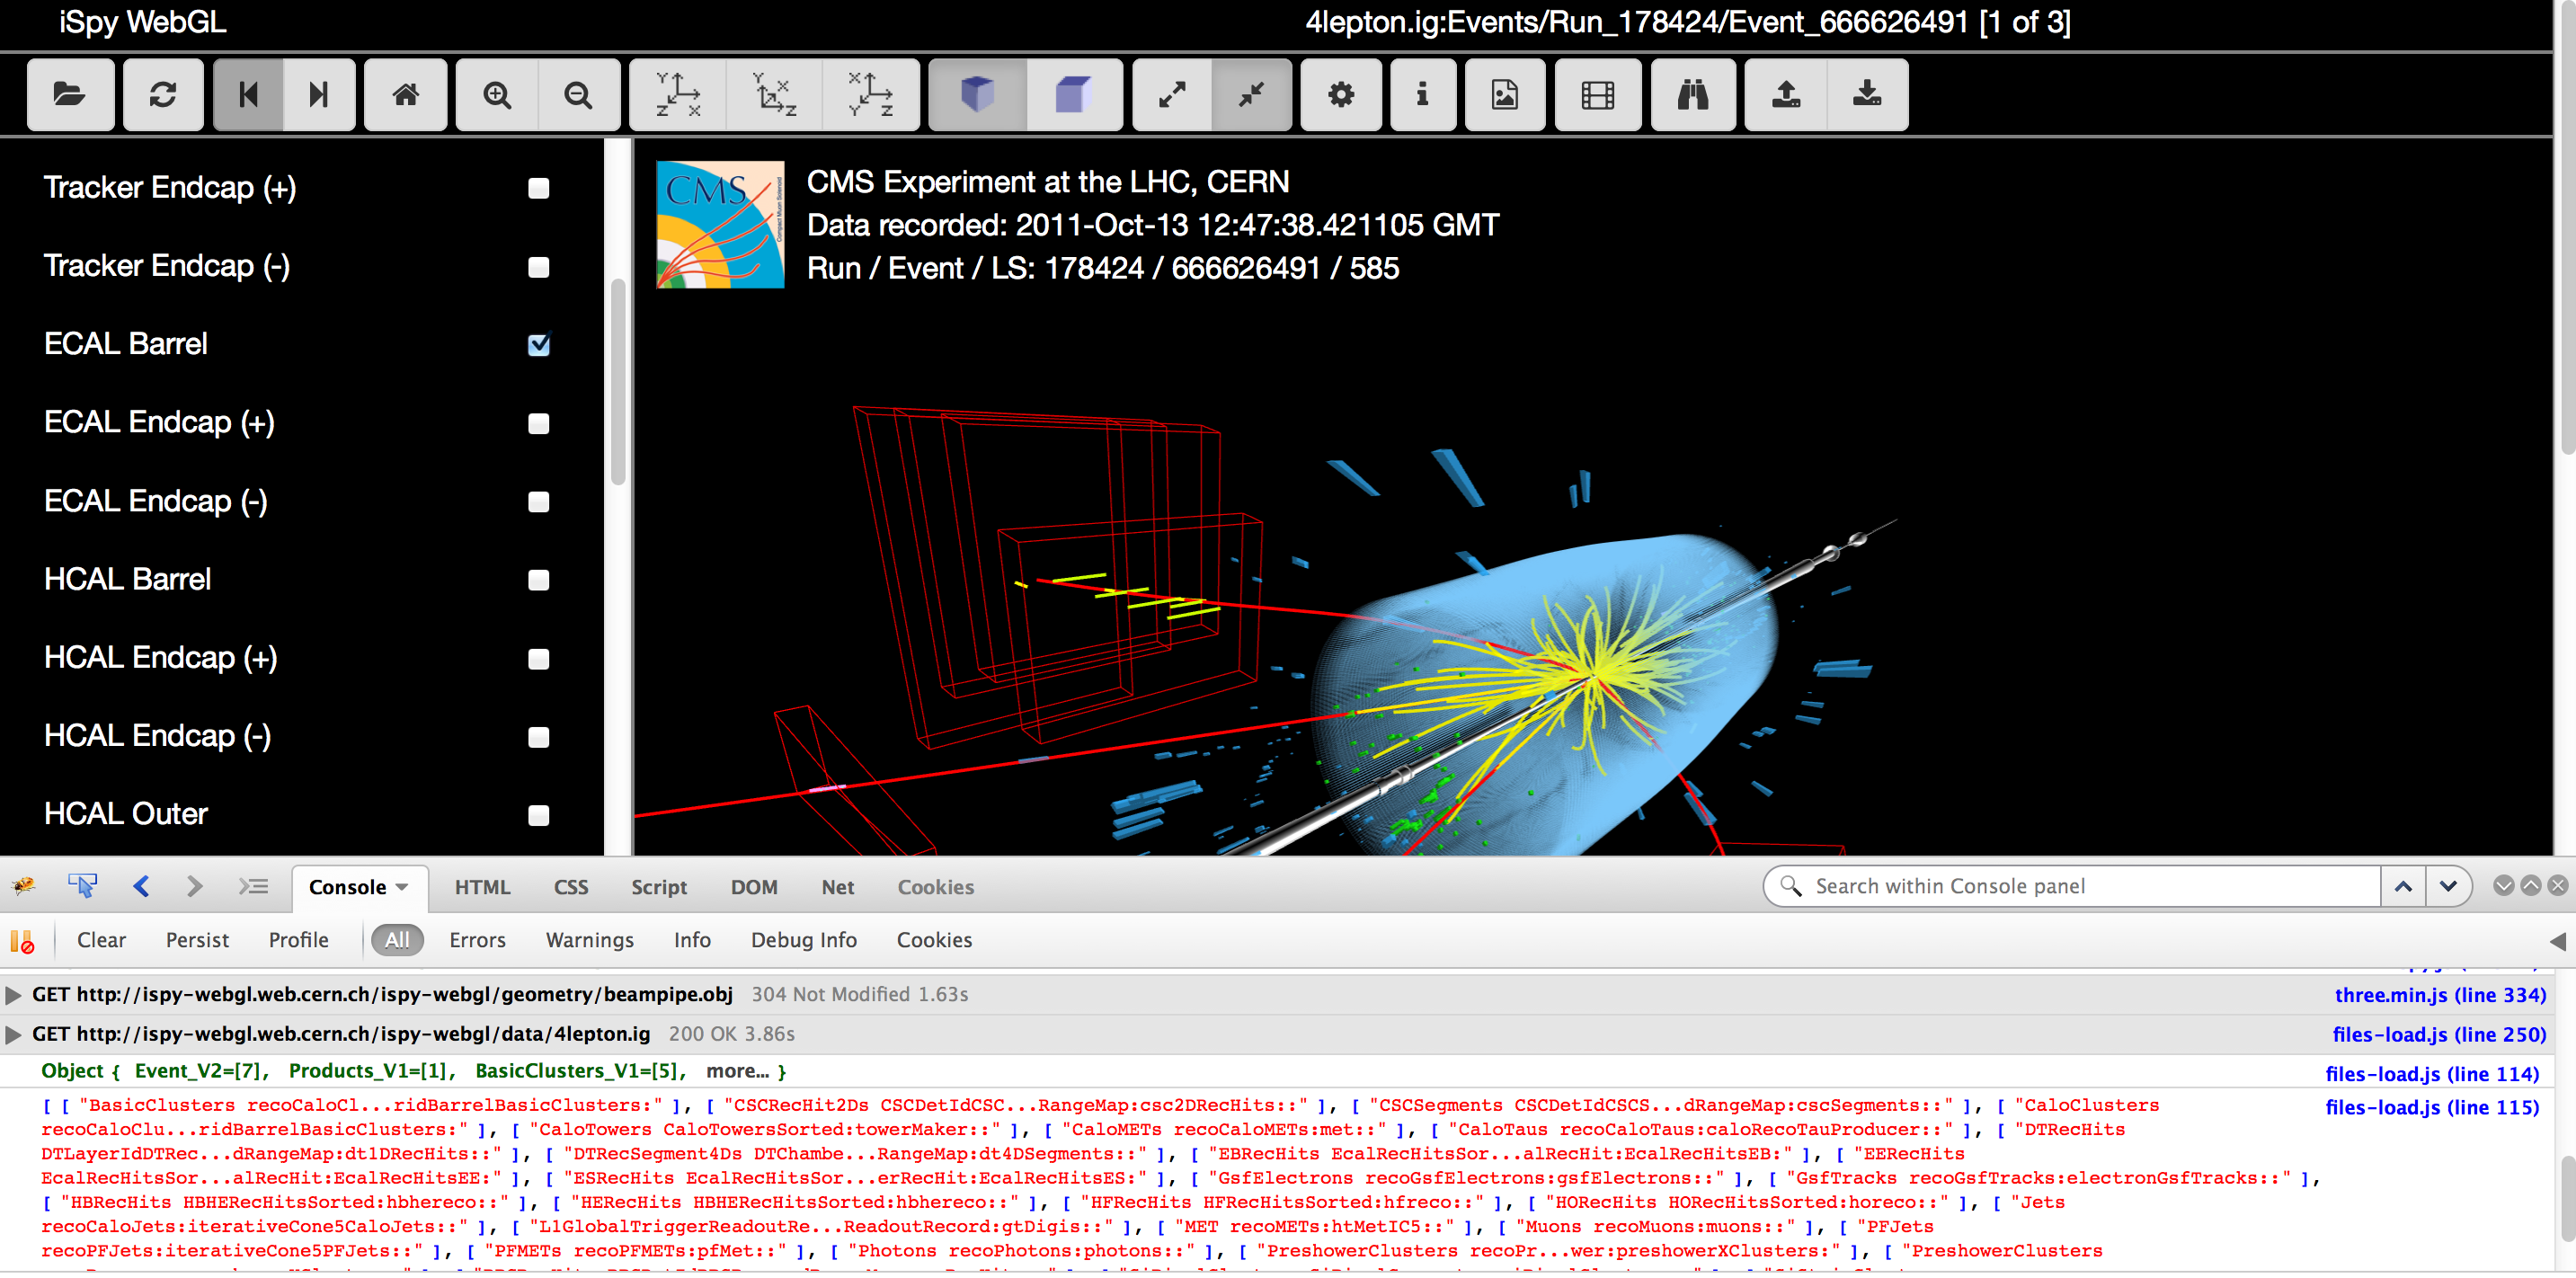 iSpy WebGL
4lepton.ig:Events/Run_178424/Event_666626491 [1 of 3]
Y X Z
Y X Z
X Y Z
Tracker Endcap (+)
Tracker Endcap (-)
ECAL Barrel
ECAL Endcap (+)
ECAL Endcap (-)
HCAL Barrel
HCAL Endcap (+)
HCAL Endcap (-)
HCAL Outer
CMS
Compact Muon Solenoid
CMS Experiment at the LHC, CERN
Data recorded: 2011-Oct-13 12:47:38.421105 GMT
Run / Event / LS: 178424 / 666626491 / 585
Console HTML CSS Script DOM Net Cookies Search within Console panel
Clear Persist Profile All Errors Warnings Info Debug Info Cookies
GET http://ispy-webgl.web.cern.ch/ispy-webgl/geometry/beampipe.obj 304 Not Modified 1.63s three.min.js (line 334)
GET http://ispy-webgl.web.cern.ch/ispy-webgl/data/4lepton.ig 200 OK 3.86s files-load.js (line 250)
Object { Event_V2=[7], Products_V1=[1], BasicClusters_V1=[5], more... } files-load.js (line 114)
[ [ "BasicClusters recoCaloCl...ridBarrelBasicClusters:" ], [ "CSCRecHit2Ds CSCDetIdCSC...RangeMap:csc2DRecHits::" ], [ "CSCSegments CSCDetIdCSCS...dRangeMap:cscSegments::" ], [ "CaloClusters files-load.js (line 115)
recoCaloClu...ridBarrelBasicClusters:" ], [ "CaloTowers CaloTowersSorted:towerMaker::" ], [ "CaloMETs recoCaloMETs:met::" ], [ "CaloTaus recoCaloTaus:caloRecoTauProducer::" ], [ "DTRecHits
DTLayerIdDTRec...dRangeMap:dt1DRecHits::" ], [ "DTRecSegment4Ds DTChambe...RangeMap:dt4DSegments::" ], [ "EBRecHits EcalRecHitsSor...alRecHit:EcalRecHitsEB:" ], [ "EERecHits
EcalRecHitsSor...alRecHit:EcalRecHitsEE:" ], [ "ESRecHits EcalRecHitsSor...erRecHit:EcalRecHitsES:" ], [ "GsfElectrons recoGsfElectrons:gsfElectrons::" ], [ "GsfTracks recoGsfTracks:electronGsfTracks::" ],
[ "HBRecHits HBHERecHitsSorted:hbhereco::" ], [ "HERecHits HBHERecHitsSorted:hbhereco::" ], [ "HFRecHits HFRecHitsSorted:hfreco::" ], [ "HORecHits HORecHitsSorted:horeco::" ], [ "Jets
recoCaloJets:iterativeCone5CaloJets::" ], [ "L1GlobalTriggerReadoutRe...ReadoutRecord:gtDigis::" ], [ "MET recoMETs:htMetIC5::" ], [ "Muons recoMuons:muons::" ], [ "PFJets
recoPFJets:iterativeCone5PFJets::" ], [ "PFMETs recoPFMETs:pfMet::" ], [ "Photons recoPhotons:photons::" ], [ "PreshowerClusters recoPr...wer:preshowerXClusters:" ], [ "PreshowerClusters